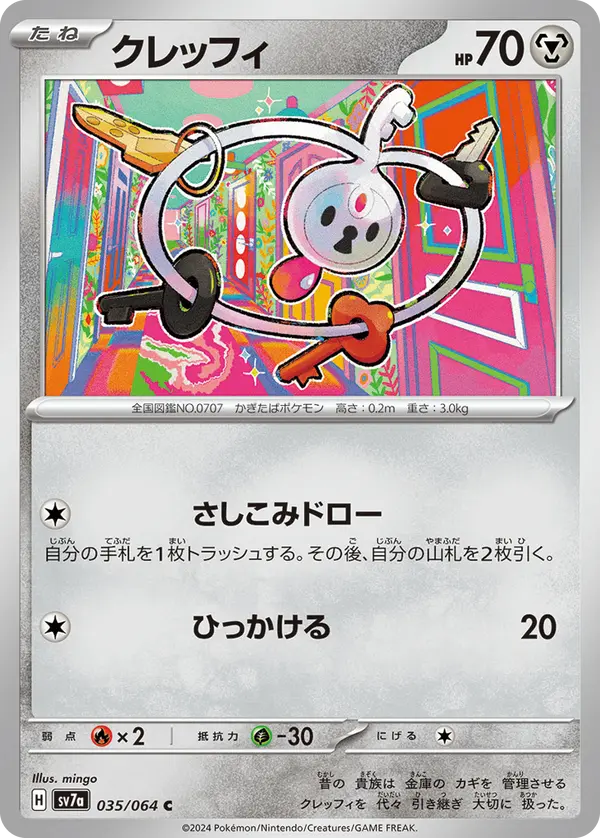 たね クレッフィ HP70
全国図鑑NO.0707 かぎたばポケモン 高さ:0.2m 重さ:3.0kg
さしこみドロー
自分の手札を1枚トラッシュする。その後、自分の山札を2枚引く。
ひっかける 20
弱点 ×2 抵抗力 -30 にげる
Illus. mingo
H sv7a 035/064 C
昔の 貴族は 金庫の カギを 管理させる
クレッフィを 代々 引き継ぎ 大切に 扱った。
©2024 Pokémon/Nintendo/Creatures/GAME FREAK.